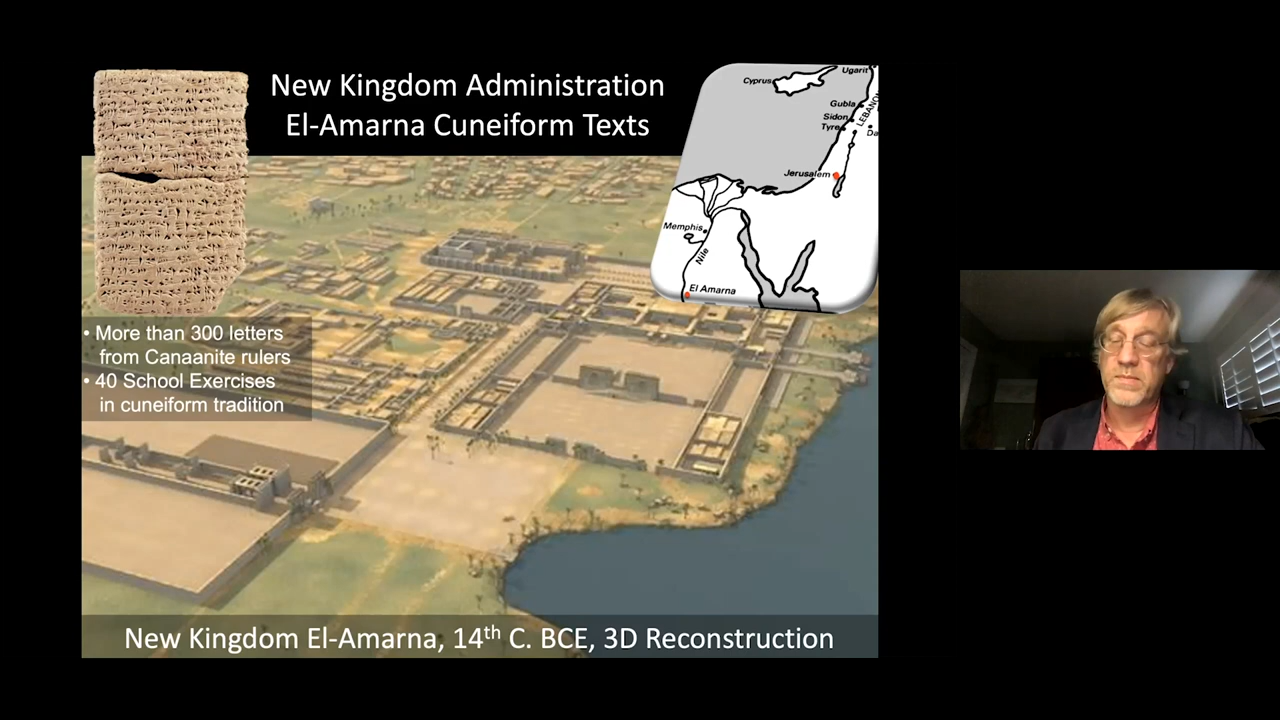 New Kingdom Administration
El-Amarna Cuneiform Texts
Cyprus
Ugarit
Gubla
Sidon
Tyre
LEBANON
Jerusalem
Memphis
Nile
El Amarna
• More than 300 letters
from Canaanite rulers
• 40 School Exercises
in cuneiform tradition
New Kingdom El-Amarna, 14th C. BCE, 3D Reconstruction